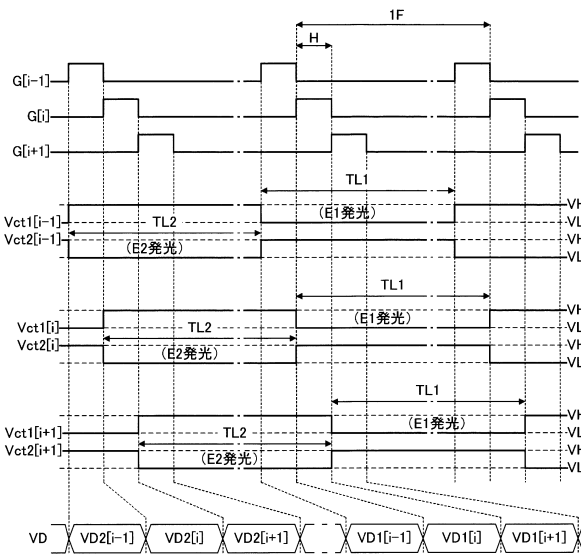 1F
H
G[i-1]
G[i]
G[i+1]
TL1
VH
Vct1[i-1]
TL2
(E1発光)
VL
Vct2[i-1]
VH
(E2発光)
VL
TL1
VH
Vct1[i]
TL2
(E1発光)
VL
Vct2[i]
VH
(E2発光)
VL
TL1
VH
Vct1[i+1]
TL2
(E1発光)
VL
Vct2[i+1]
VH
(E2発光)
VL
VD VD2[i-1] VD2[i] VD2[i+1] VD1[i-1] VD1[i] VD1[i+1]